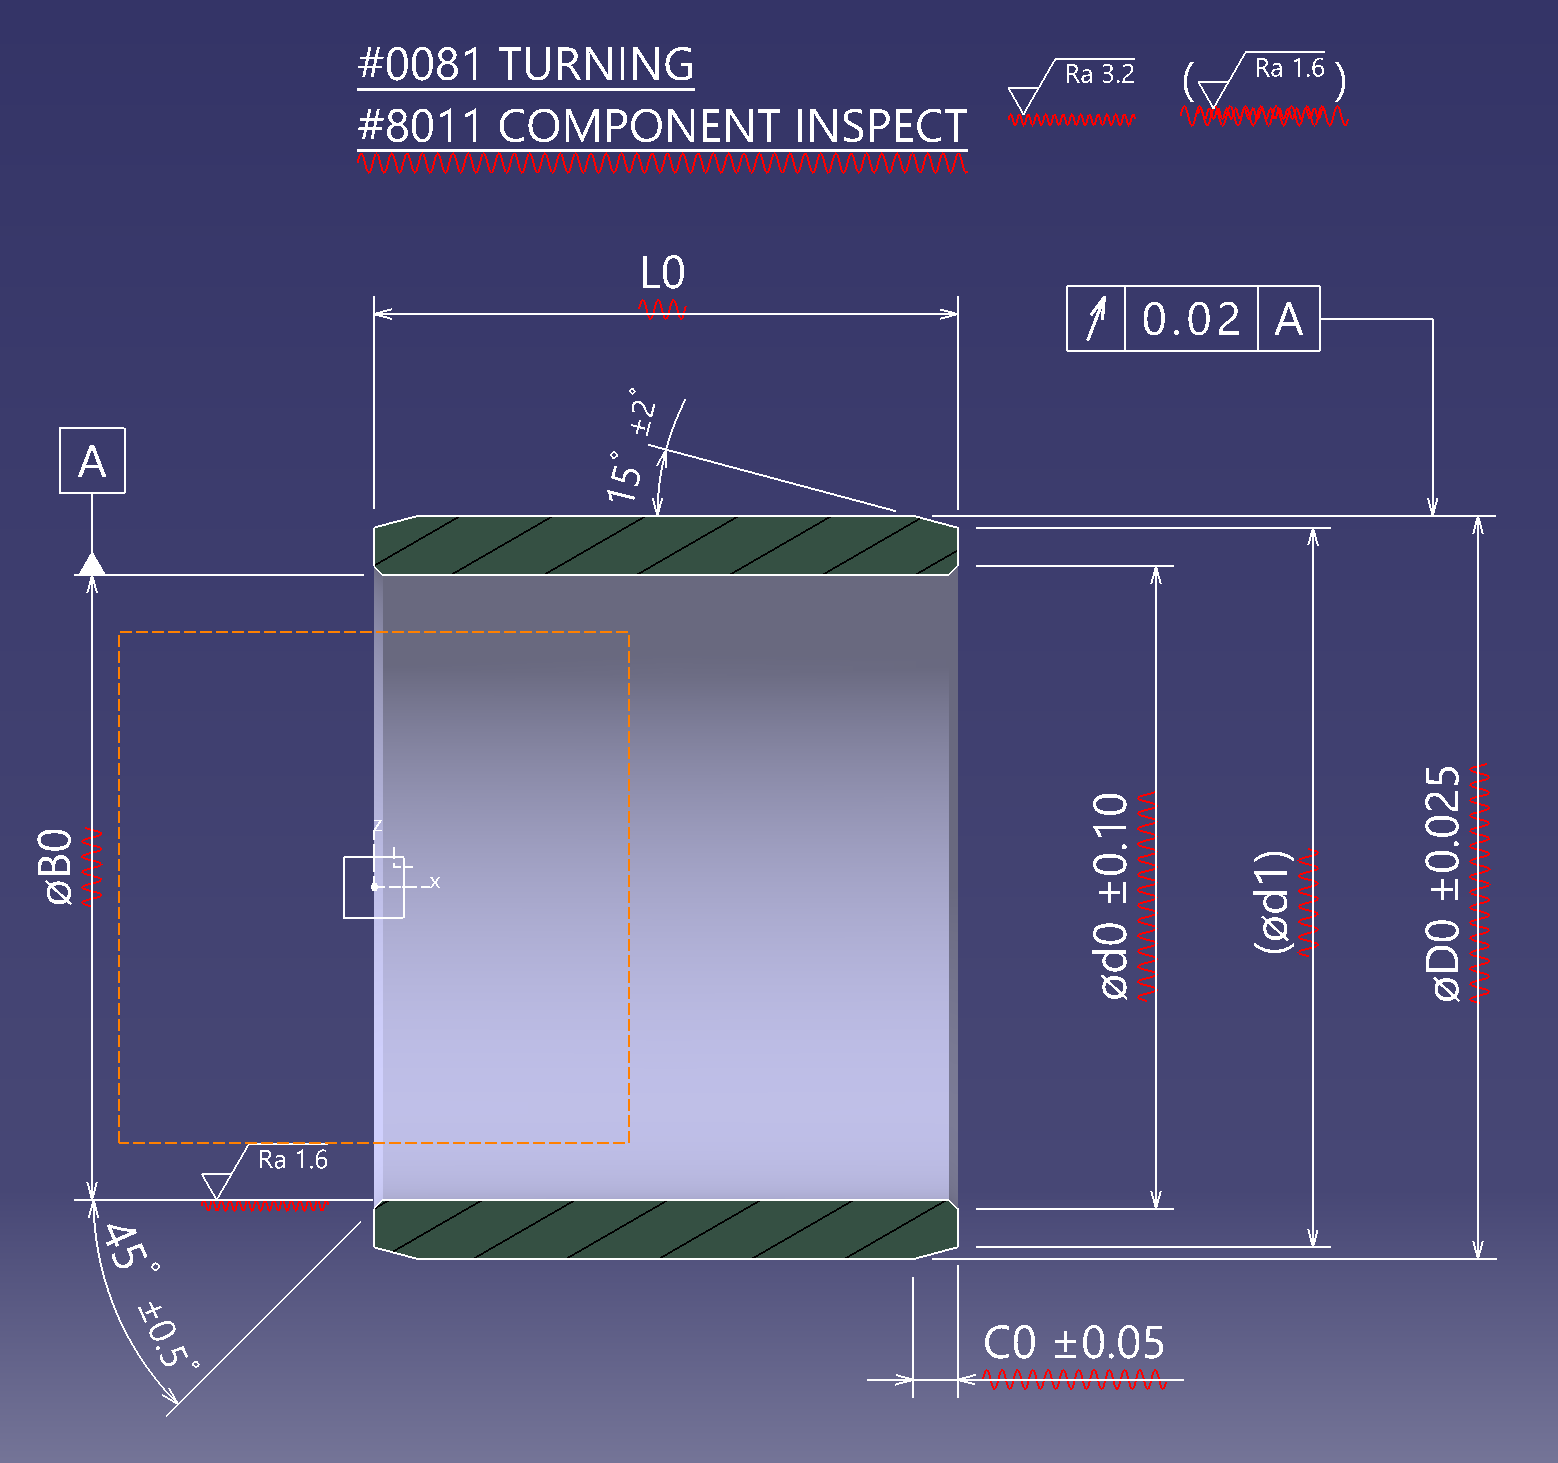 #0081 TURNING
#8011 COMPONENT INSPECT
Ra 3.2
(Ra 1.6)
L0
0.02 A
15° ±2°
A
øB0
z
x
ød0 ±0.10
(ød1)
øD0 ±0.025
Ra 1.6
45° ±0.5°
C0 ±0.05